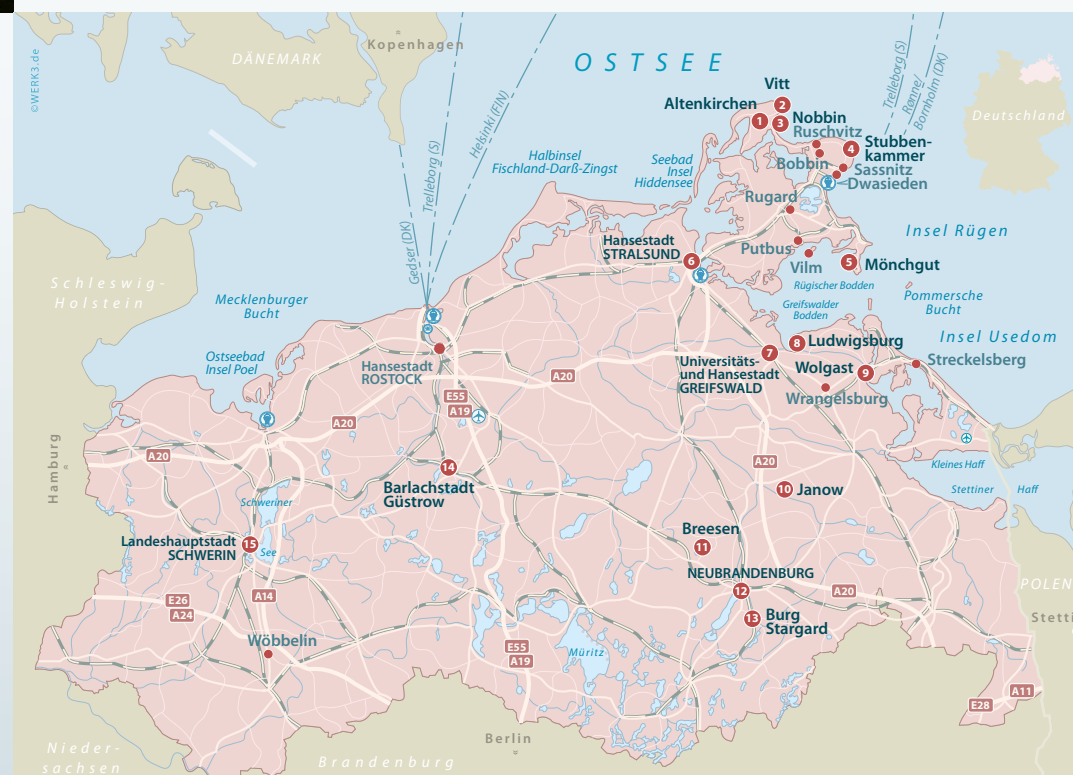 ©WERK3.de
DÄNEMARK
Kopenhagen
OSTSEE
Trelleborg (S)
Rønne/
Bornholm (DK)
Deutschland
Gedser (DK)
Trelleborg (S)
Helsinki (FIN)
Vitt
2
Altenkirchen
1
3
Nobbin
Ruschvitz
4
Stubben-
kammer
Bobbin
Sassnitz
Dwasieden
Halbinsel
Fischland-Darß-Zingst
Seebad
Insel
Hiddensee
Rugard
Insel Rügen
Hansestadt
STRALSUND
6
Putbus
Vilm
5
Mönchgut
Rügischer Bodden
Greifswalder
Bodden
Pommersche
Bucht
Schleswig-
Holstein
Mecklenburger
Bucht
Insel Usedom
Ostseebad
Insel Poel
Hansestadt
ROSTOCK
8
Ludwigsburg
7
Universitäts-
und Hansestadt
GREIFSWALD
Wolgast
9
Streckelsberg
Wrangelsburg
A20
E55
A19
A20
A20
A20
Hamburg
14
Barlachstadt
Güstrow
Kleines Haff
Stettiner
Haff
10
Janow
Schweriner
See
Landeshauptstadt
SCHWERIN
15
Breesen
11
NEUBRANDENBURG
12
A20
13
Burg
Stargard
POLEN
Stetti
E26
A24
A14
Wöbbelin
E55
A19
Müritz
A11
E28
Berlin
Nieder-
sachsen
Brandenburg